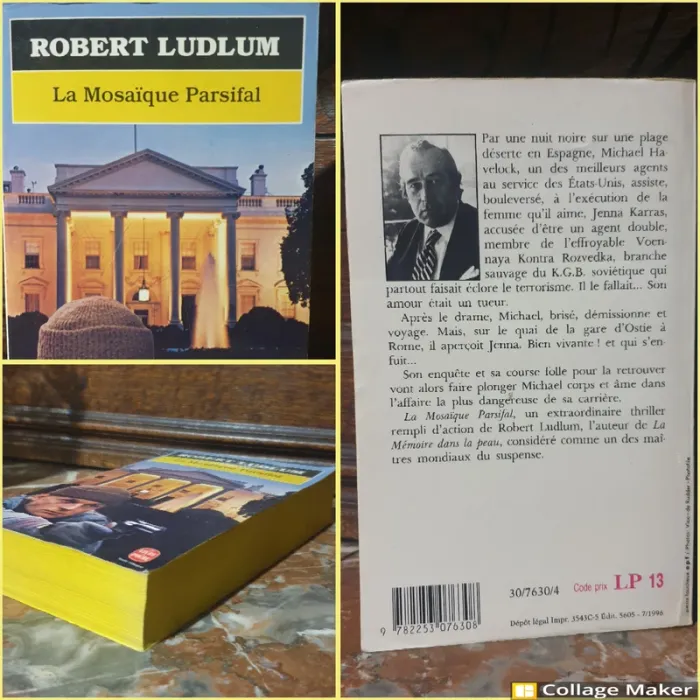 ROBERT LUDLUM
La Mosaïque Parsifal
ROBERT LUDLUM
Par une nuit noire sur une plage
déserte en Espagne, Michael Ha-
velock, un des meilleurs agents
au service des États-Unis, assiste,
bouleversé, à l'exécution de la
femme qu'il aime, Jenna Karras,
accusée d'être un agent double,
membre de l'effroyable Voen-
naya Kontra Rozvedka, branche
sauvage du K.G.B. soviétique qui
partout faisait éclore le terrorisme. Il le fallait... Son
amour était un tueur.
Après le drame, Michael, brisé, démissionne et
voyage. Mais, sur le quai de la gare d'Ostie à
Rome, il aperçoit Jenna. Bien vivante ! et qui s'en-
fuit...
Son enquête et sa course folle pour la retrouver
vont alors faire plonger Michael corps et âme dans
l'affaire la plus dangereuse de sa carrière.
La Mosaïque Parsifal, un extraordinaire thriller
rempli d'action de Robert Ludlum, l'auteur de La
Mémoire dans la peau, considéré comme un des maî-
tres mondiaux du suspense.
30/7630/4 Code prix LP 13
9 782253 076308
Dépôt légal Impr. 3543C-5 Édit. 5605 - 7/1996
Collage Maker